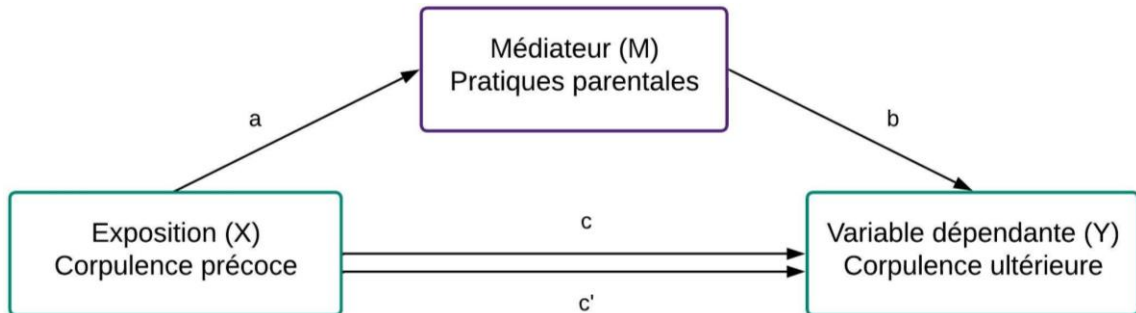 Médiateur (M)
Pratiques parentales
a
b
Exposition (X)
Corpulence précoce
c
c'
Variable dépendante (Y)
Corpulence ultérieure